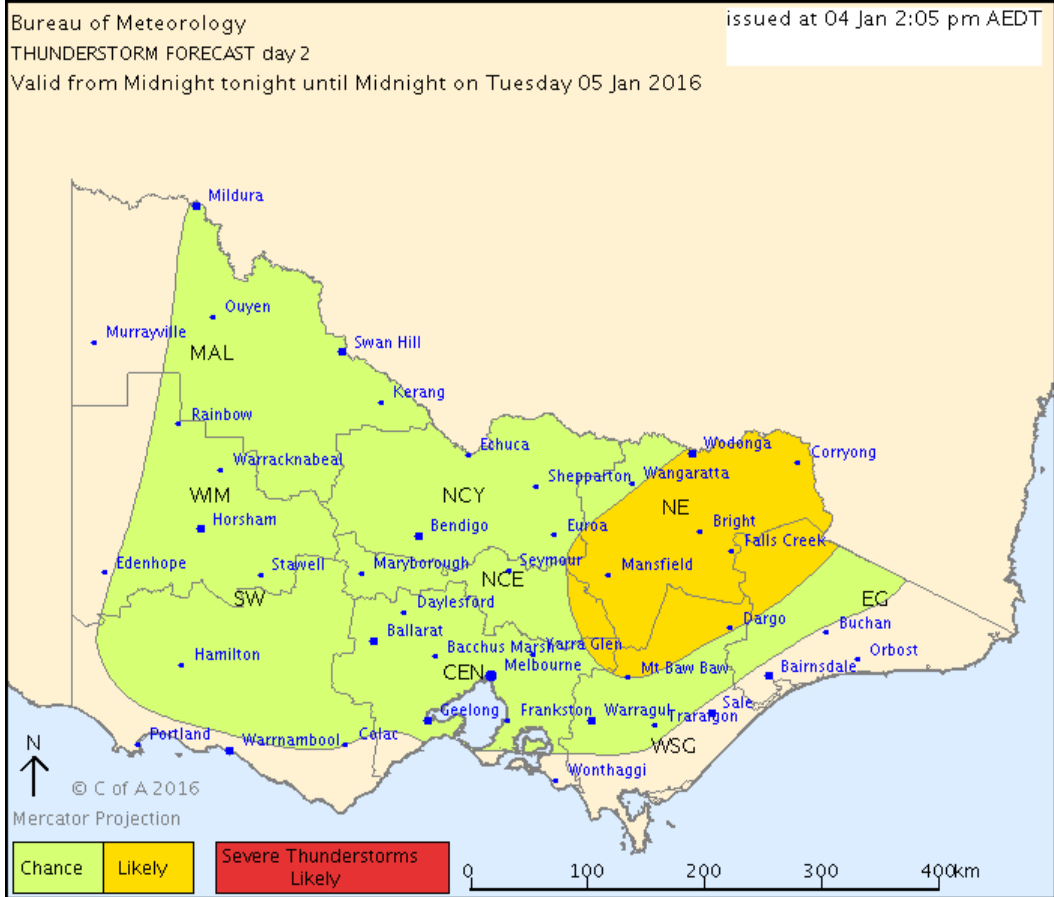 Bureau of Meteorology
issued at 04 Jan 2:05 pm AEDT
THUNDERSTORM FORECAST day 2
Valid from Midnight tonight until Midnight on Tuesday 05 Jan 2016
Mildura
Ouyen
Murrayville
MAL
Swan Hill
Kerang
Rainbow
Echuca
Wodonga
Corryong
Warracknabeal
Shepparton
Wangaratta
WIM
NCY
NE
Horsham
Bendigo
Euroa
Bright
Falls Creek
Edenhope
Stawell
Maryborough
Seymour
Mansfield
NCE
SW
Daylesford
EG
Ballarat
Dargo
Buchan
Bacchus Marsh
Yarra Glen
Orbost
Hamilton
CEN
Melbourne
Mt Baw Baw
Bairnsdale
Geelong
Frankston
Warragul
Traralgon
Sale
Portland
Warrnambool
Colac
WSG
Wonthaggi
N
© C of A 2016
Mercator Projection
Chance
Likely
Severe Thunderstorms
Likely
0 100 200 300 400km